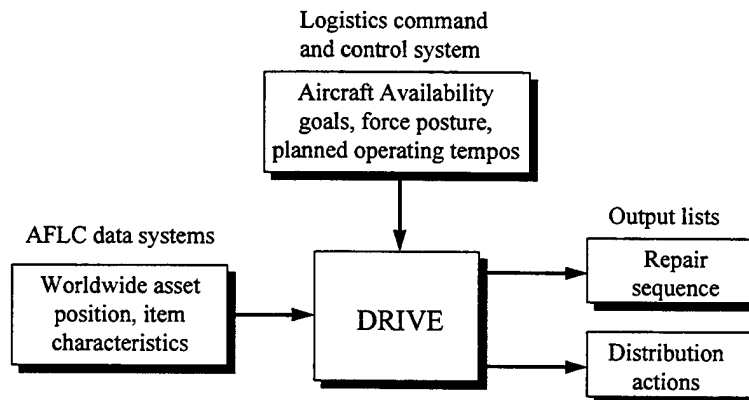 Logistics command
and control system
Aircraft Availability
goals, force posture,
planned operating tempos
AFLC data systems
Worldwide asset
position, item
characteristics
DRIVE
Output lists
Repair
sequence
Distribution
actions